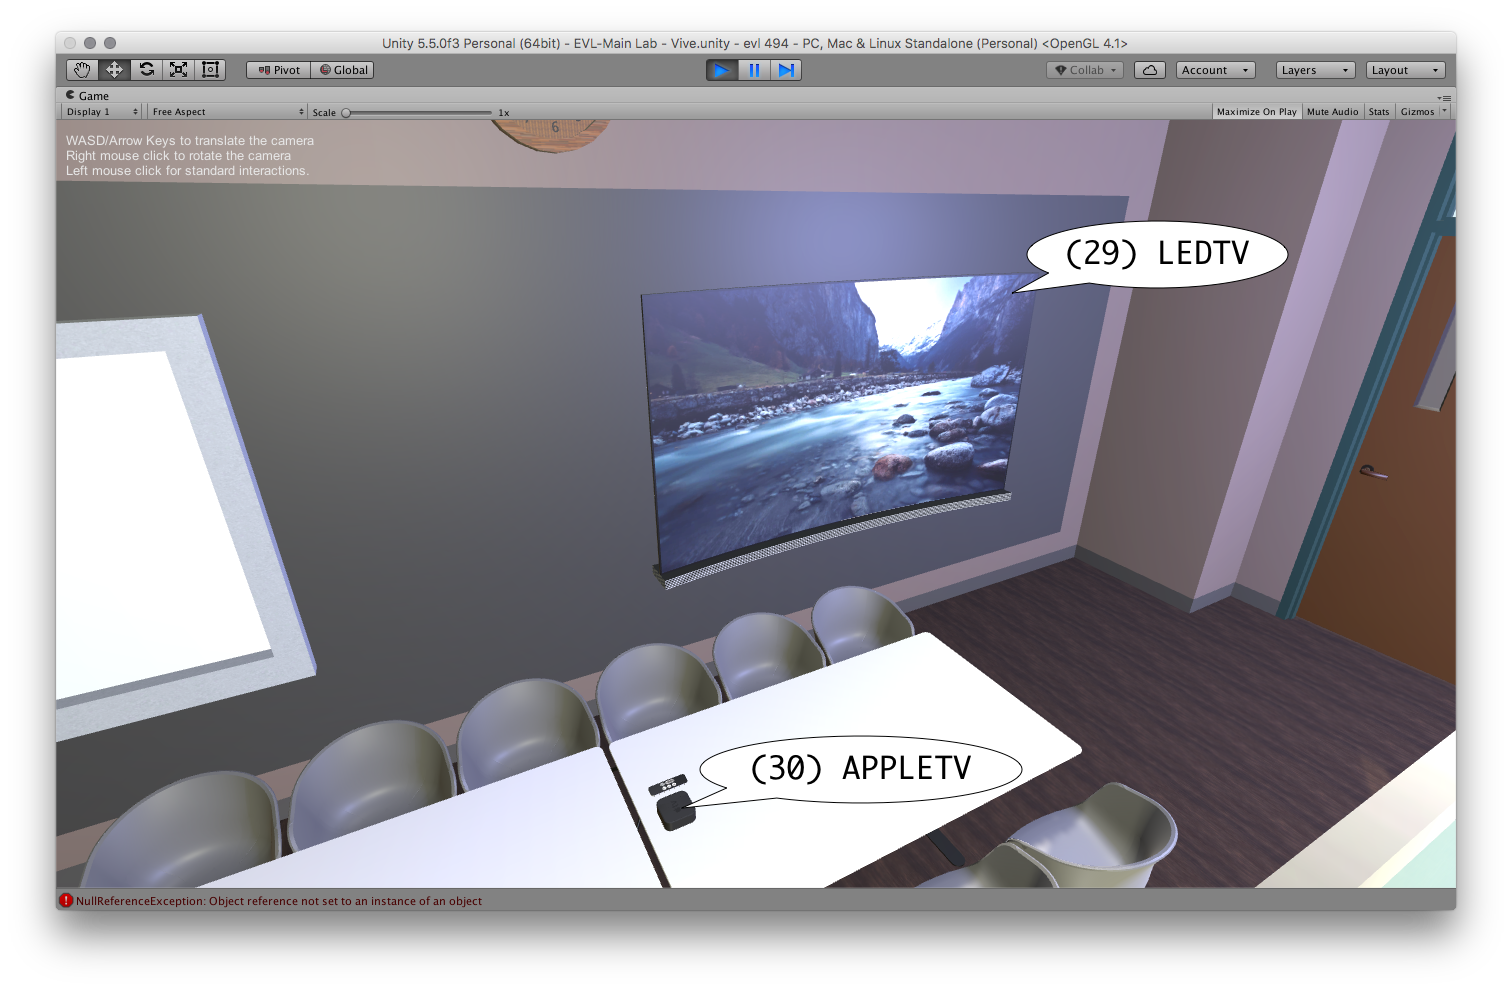 Unity 5.5.0f3 Personal (64bit) - EVL-Main Lab - Vive.unity - evl 494 - PC, Mac & Linux Standalone (Personal) <OpenGL 4.1>
Pivot Global Collab Account Layers Layout
Game
Display 1 Free Aspect Scale 1x Maximize On Play Mute Audio Stats Gizmos
WASD/Arrow Keys to translate the camera
Right mouse click to rotate the camera
Left mouse click for standard interactions.
6
(29) LEDTV
(30) APPLETV
NullReferenceException: Object reference not set to an instance of an object